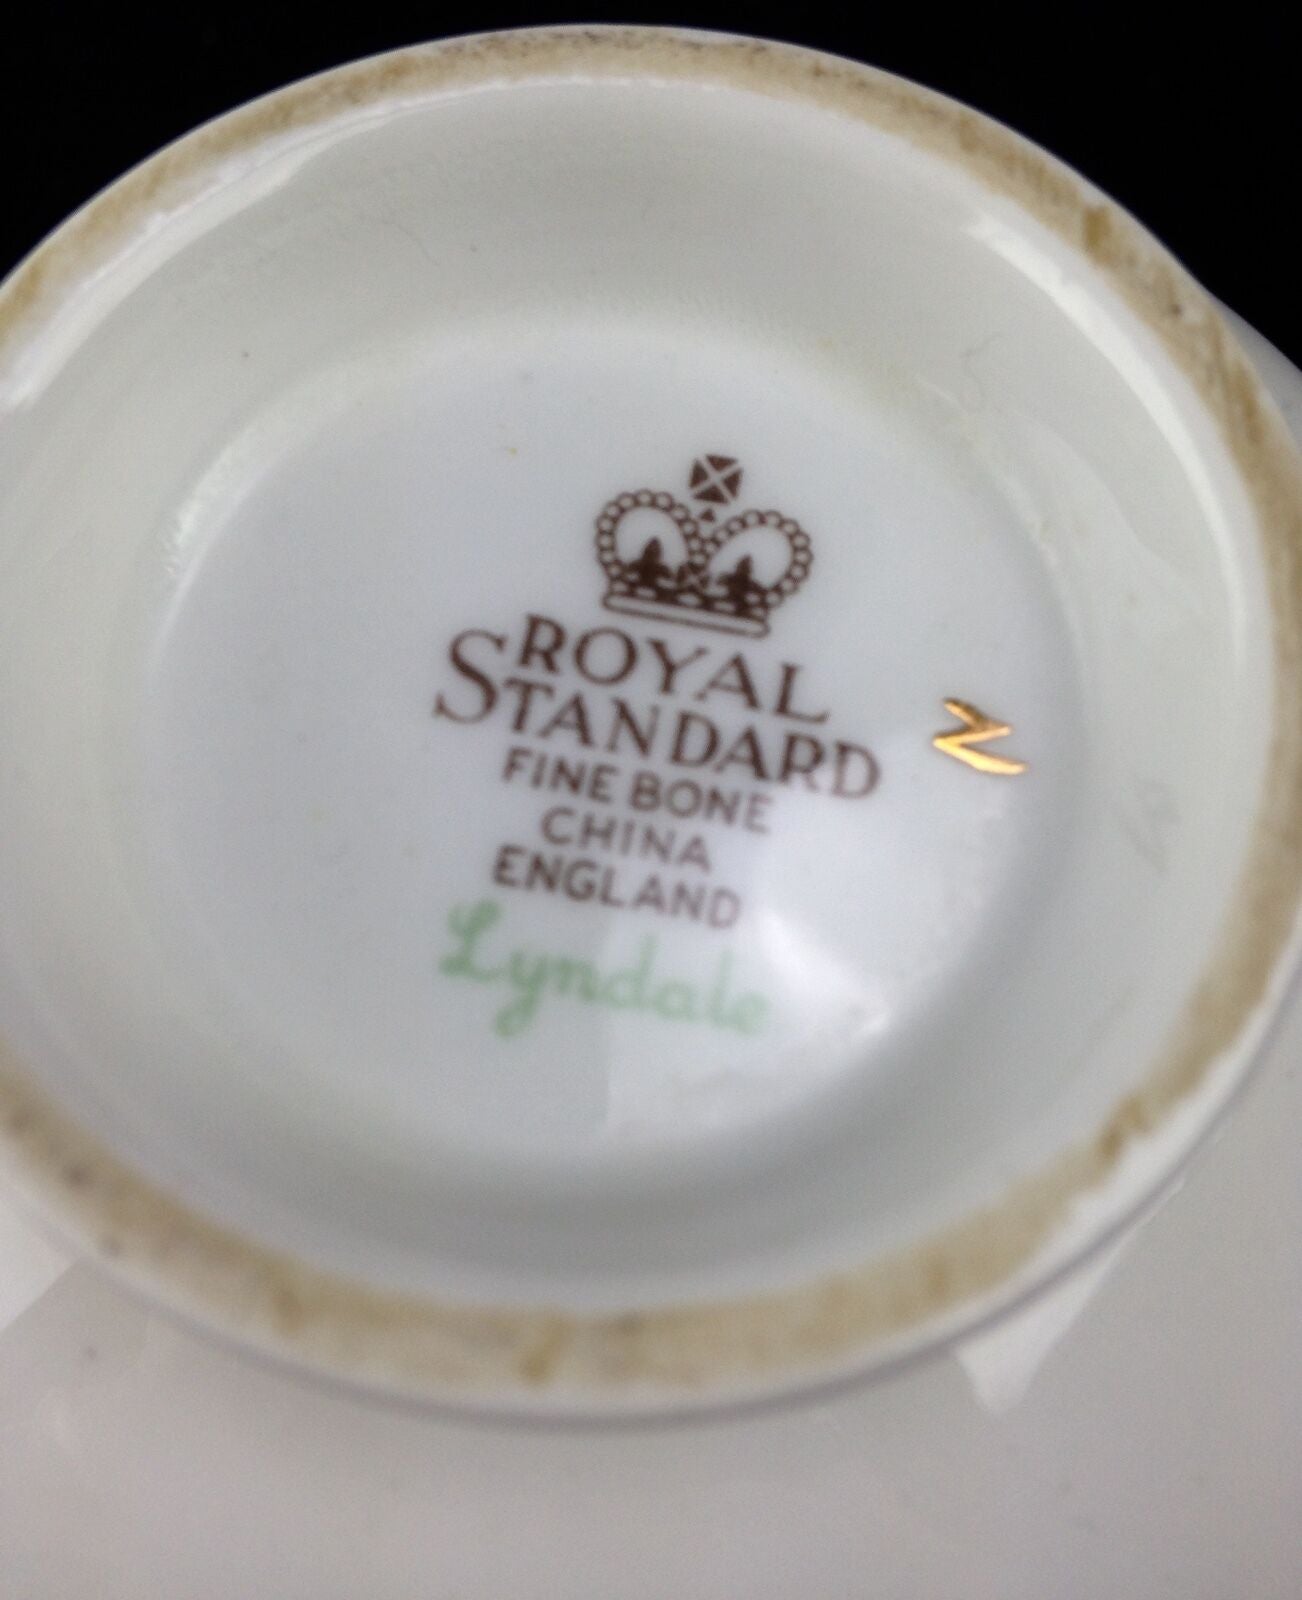 ROYAL
STANDARD
FINE BONE
CHINA
ENGLAND
Lyndale
N